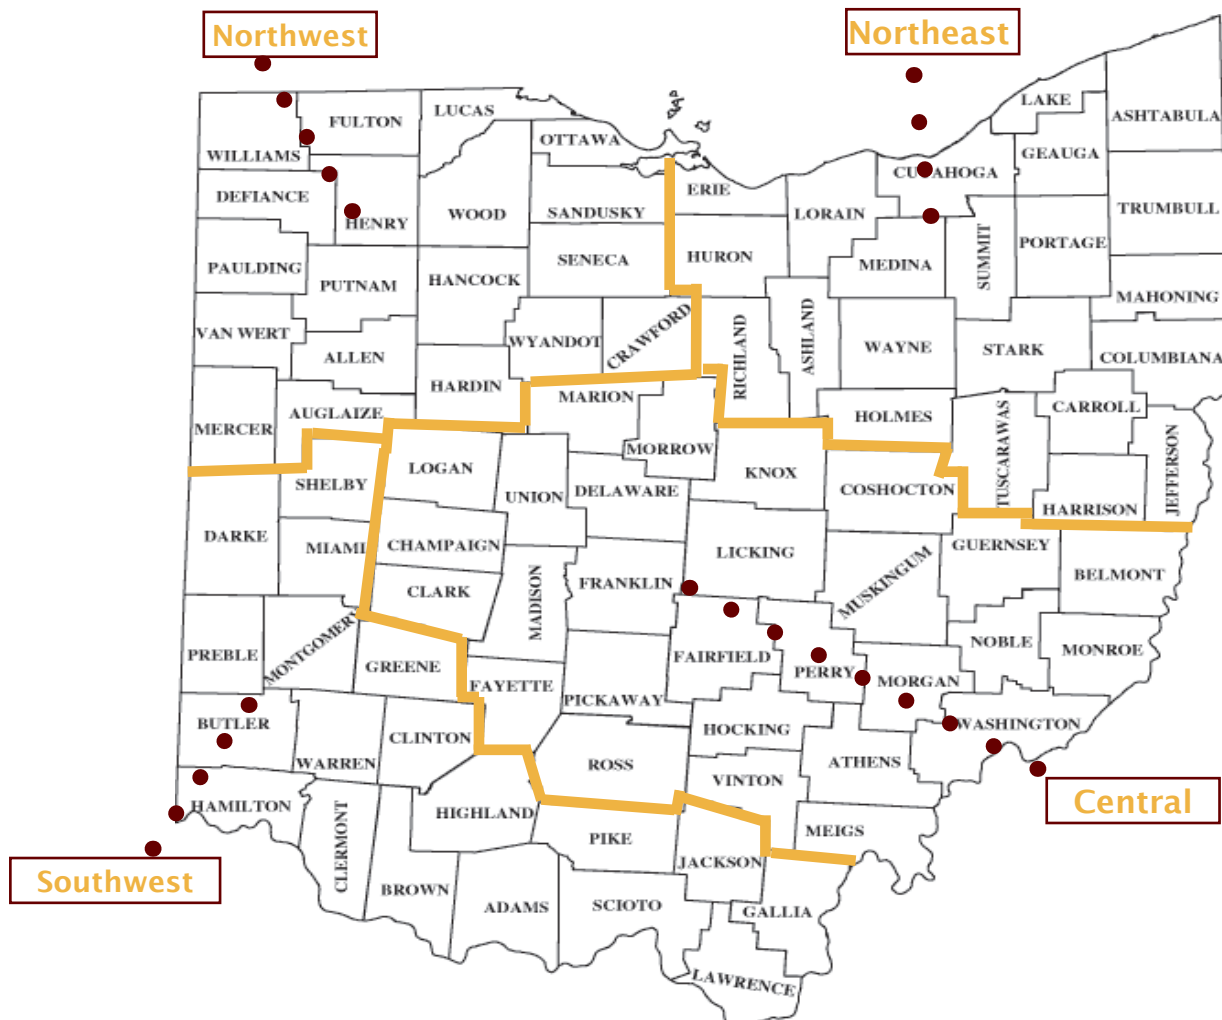 Northwest
Northeast
LAKE
LUCAS
ASHTABULA
FULTON
OTTAWA
GEAUGA
WILLIAMS
CUYAHOGA
DEFIANCE
ERIE
TRUMBULL
HENRY
WOOD
SANDUSKY
LORAIN
SUMMIT
PORTAGE
PAULDING
SENECA
HURON
MEDINA
PUTNAM
HANCOCK
MAHONING
VAN WERT
WYANDOT
CRAWFORD
RICHLAND
ASHLAND
WAYNE
STARK
ALLEN
COLUMBIANA
HARDIN
MARION
CARROLL
AUGLAIZE
HOLMES
MERCER
MORROW
TUSCARAWAS
JEFFERSON
LOGAN
KNOX
SHELBY
UNION
DELAWARE
COSHOCTON
HARRISON
DARKE
MIAMI
CHAMPAIGN
LICKING
GUERNSEY
FRANKLIN
MUSKINGUM
BELMONT
CLARK
MADISON
NOBLE
MONROE
PREBLE
MONTGOMERY
GREENE
FAIRFIELD
PERRY
FAYETTE
MORGAN
PICKAWAY
BUTLER
CLINTON
HOCKING
WASHINGTON
WARREN
ROSS
ATHENS
VINTON
HAMILTON
Central
HIGHLAND
MEIGS
CLERMONT
PIKE
JACKSON
Southwest
BROWN
ADAMS
SCIOTO
GALLIA
LAWRENCE